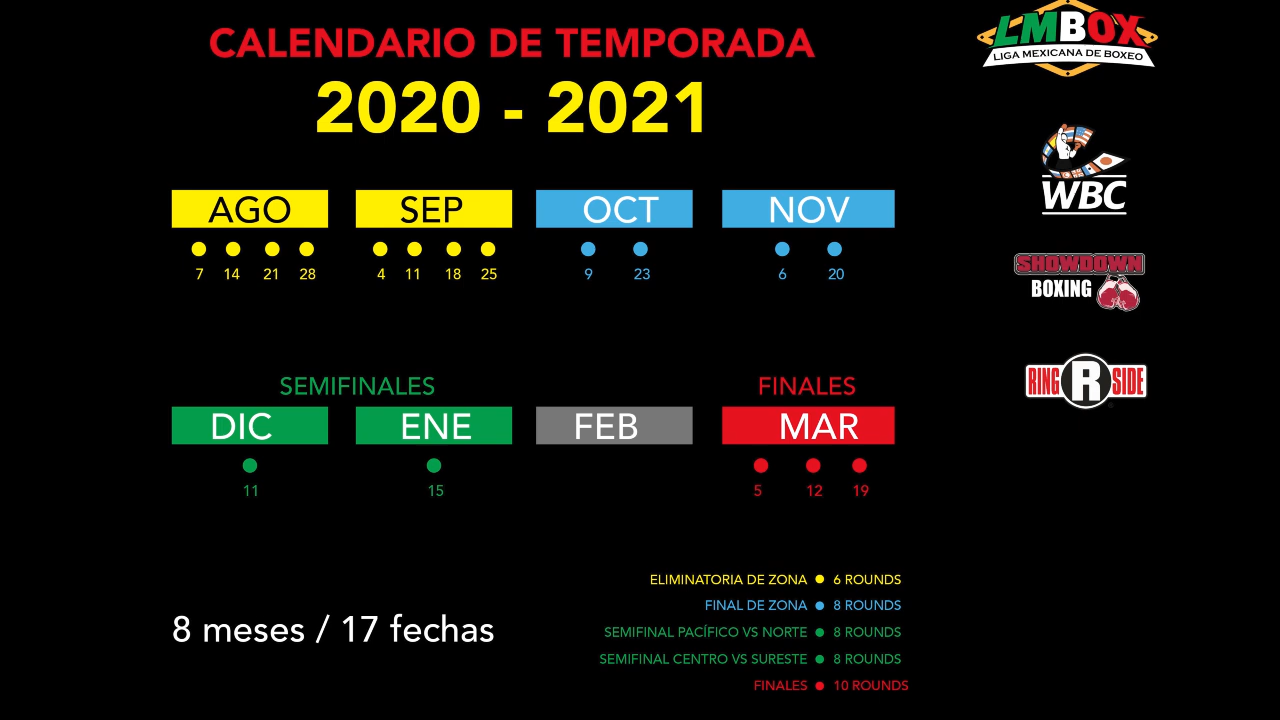 CALENDARIO DE TEMPORADA
2020 - 2021
LMBOX
LIGA MEXICANA DE BOXEO
WBC
SHOWDOWN
BOXING
RING R SIDE
AGO SEP OCT NOV
7 14 21 28 4 11 18 25 9 23 6 20
SEMIFINALES FINALES
DIC ENE FEB MAR
11 15 5 12 19
8 meses / 17 fechas
ELIMINATORIA DE ZONA 6 ROUNDS
FINAL DE ZONA 8 ROUNDS
SEMIFINAL PACÍFICO VS NORTE 8 ROUNDS
SEMIFINAL CENTRO VS SURESTE 8 ROUNDS
FINALES 10 ROUNDS